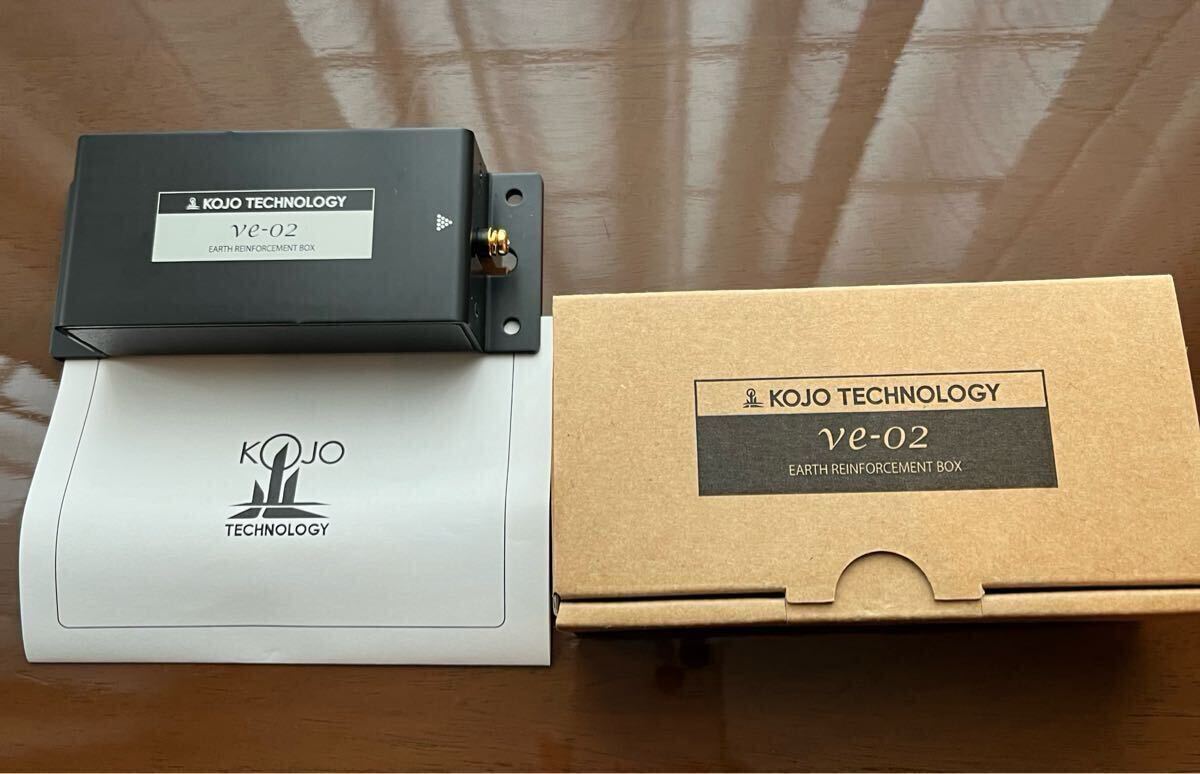 KOJO TECHNOLOGY
ve-02
EARTH REINFORCEMENT BOX
KOJO
TECHNOLOGY
KOJO TECHNOLOGY
ve-02
EARTH REINFORCEMENT BOX